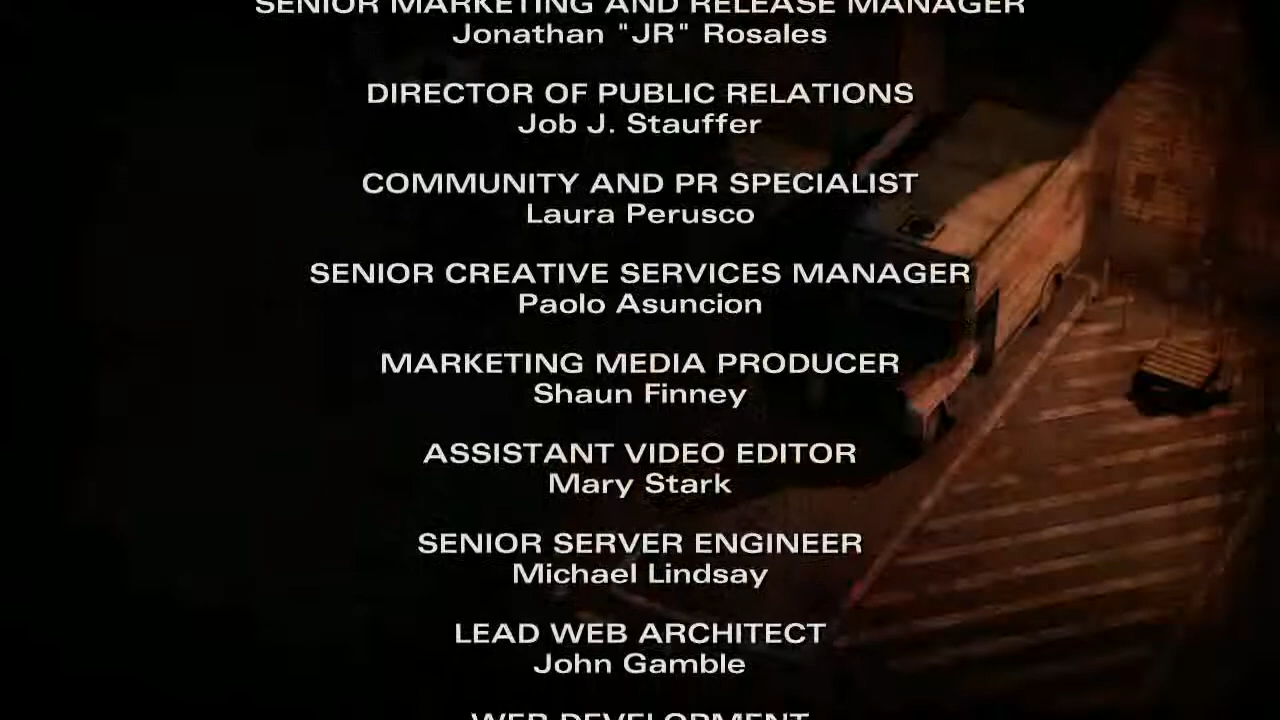 SENIOR MARKETING AND RELEASE MANAGER
Jonathan "JR" Rosales
DIRECTOR OF PUBLIC RELATIONS
Job J. Stauffer
COMMUNITY AND PR SPECIALIST
Laura Perusco
SENIOR CREATIVE SERVICES MANAGER
Paolo Asuncion
MARKETING MEDIA PRODUCER
Shaun Finney
ASSISTANT VIDEO EDITOR
Mary Stark
SENIOR SERVER ENGINEER
Michael Lindsay
LEAD WEB ARCHITECT
John Gamble
WEB DEVELOPMENT